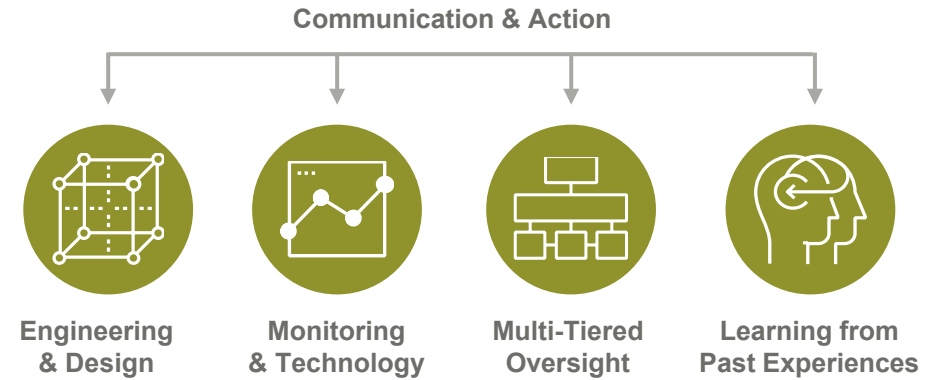 Communication & Action
Engineering
& Design
Monitoring
& Technology
Multi-Tiered
Oversight
Learning from
Past Experiences